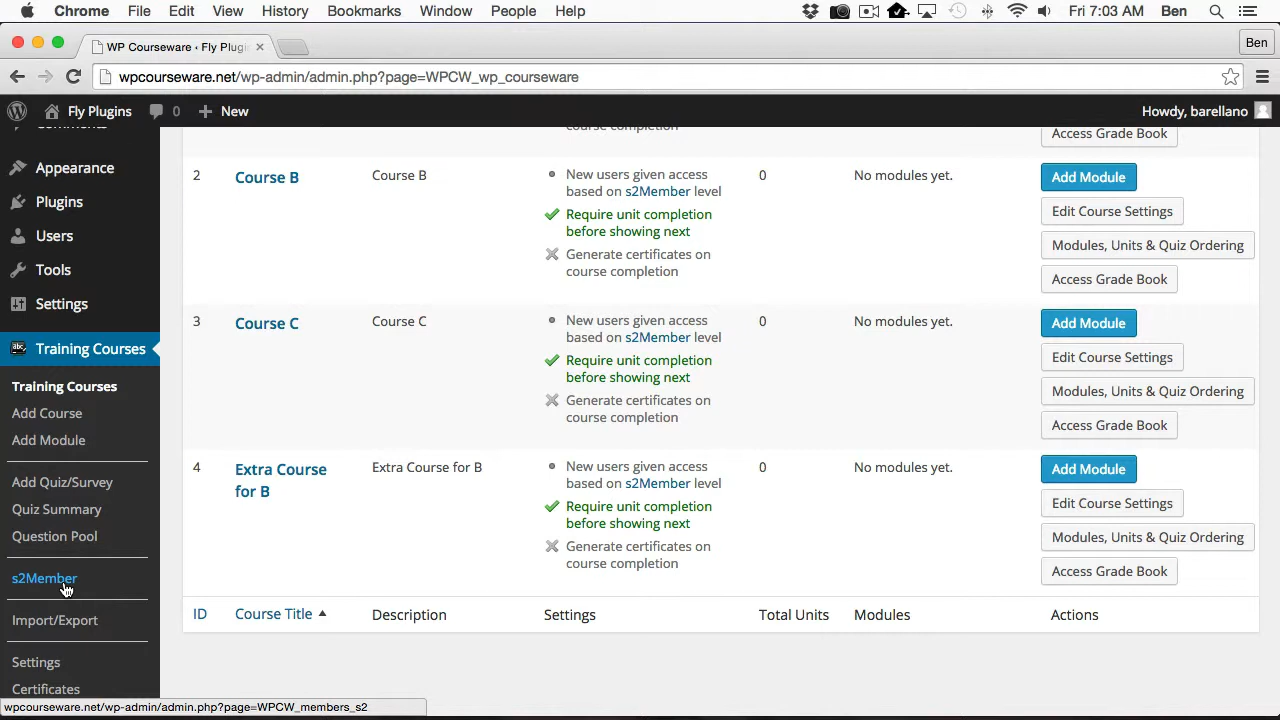 Chrome File Edit View History Bookmarks Window People Help Fri 7:03 AM Ben
WP Courseware ‹ Fly Plugi
Ben
wpcourseware.net/wp-admin/admin.php?page=WPCW_wp_courseware
Fly Plugins 0 New Howdy, barellano
Comments
Appearance
Plugins
Users
Tools
Settings
Training Courses
Training Courses
Add Course
Add Module
Add Quiz/Survey
Quiz Summary
Question Pool
s2Member
Import/Export
Settings
Certificates
course completion
Access Grade Book
2 Course B Course B New users given access 0 No modules yet. Add Module
based on s2Member level
Require unit completion Edit Course Settings
before showing next
Generate certificates on Modules, Units & Quiz Ordering
course completion Access Grade Book
3 Course C Course C New users given access 0 No modules yet. Add Module
based on s2Member level
Require unit completion Edit Course Settings
before showing next
Generate certificates on Modules, Units & Quiz Ordering
course completion Access Grade Book
4 Extra Course Extra Course for B New users given access 0 No modules yet. Add Module
for B based on s2Member level
Require unit completion Edit Course Settings
before showing next
Generate certificates on Modules, Units & Quiz Ordering
course completion Access Grade Book
ID Course Title Description Settings Total Units Modules Actions
wpcourseware.net/wp-admin/admin.php?page=WPCW_members_s2